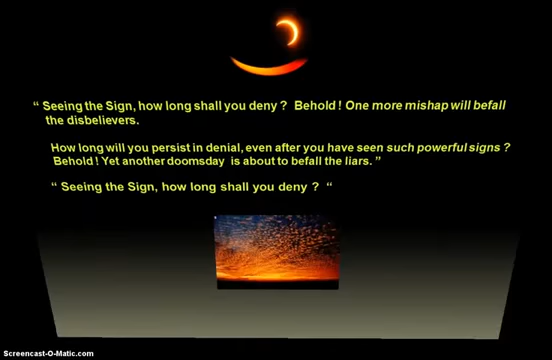 “ Seeing the Sign, how long shall you deny ?  Behold ! One more mishap will befall
the disbelievers.
How long will you persist in denial, even after you have seen such powerful signs ?
Behold ! Yet another doomsday is about to befall the liars. ”
“ Seeing the Sign, how long shall you deny ? “
Screencast-O-Matic.com